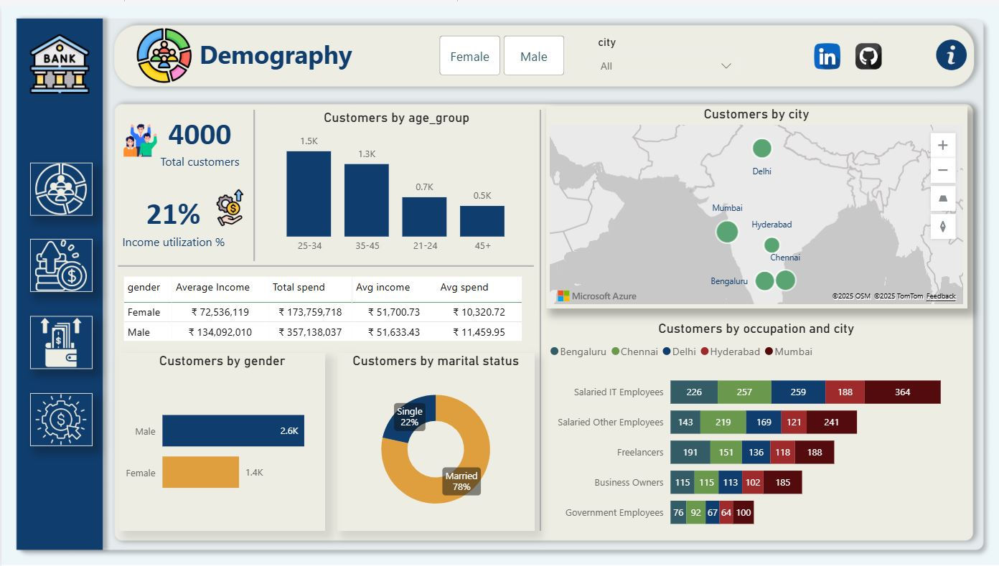 BANK
Demography
Female
Male
city
All
in
i
4000
Total customers
21%
Income utilization %
Customers by age_group
1.5K
1.3K
0.7K
0.5K
25-34 35-45 21-24 45+
gender Average Income Total spend Avg income Avg spend
Female ₹ 72,536,119 ₹ 173,759,718 ₹ 51,700.73 ₹ 10,320.72
Male ₹ 134,092,010 ₹ 357,138,037 ₹ 51,633.43 ₹ 11,459.95
Customers by gender
Male 2.6K
Female 1.4K
Customers by marital status
Single
22%
Married
78%
Customers by city
Delhi
Mumbai
Hyderabad
Chennai
Bengaluru
Microsoft Azure
©2025 OSM ©2025 TomTom Feedback
Customers by occupation and city
Bengaluru Chennai Delhi Hyderabad Mumbai
Salaried IT Employees 226 257 259 188 364
Salaried Other Employees 143 219 169 121 241
Freelancers 191 151 136 118 188
Business Owners 115 115 113 102 185
Government Employees 76 92 67 64 100